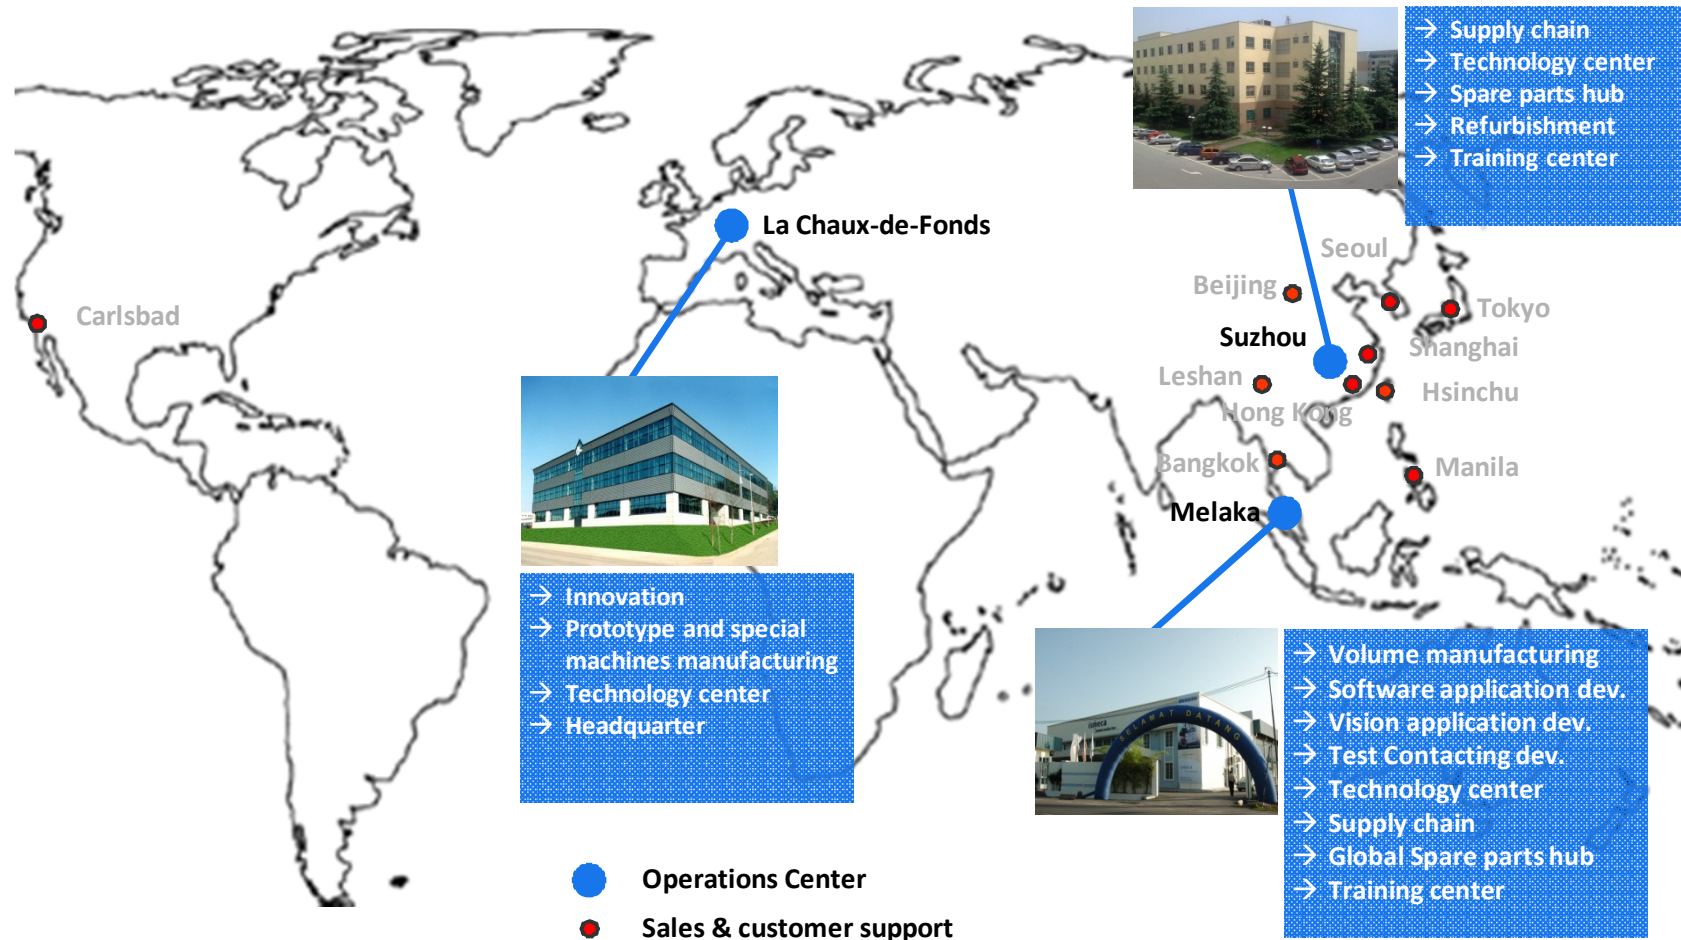 → Supply chain
→ Technology center
→ Spare parts hub
→ Refurbishment
→ Training center
La Chaux-de-Fonds
Seoul
Beijing
Carlsbad
Tokyo
Suzhou
Shanghai
Leshan
Hsinchu
Hong Kong
Bangkok
Manila
Melaka
→ Innovation
→ Prototype and special
machines manufacturing
→ Technology center
→ Headquarter
SELAMAT DATANG
→ Volume manufacturing
→ Software application dev.
→ Vision application dev.
→ Test Contacting dev.
→ Technology center
→ Supply chain
→ Global Spare parts hub
→ Training center
Operations Center
Sales & customer support